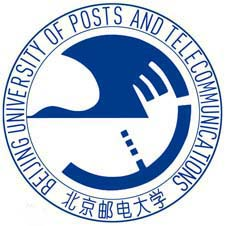 BEIJING UNIVERSITY OF POSTS AND TELECOMMUNICATIONS
北京邮电大学